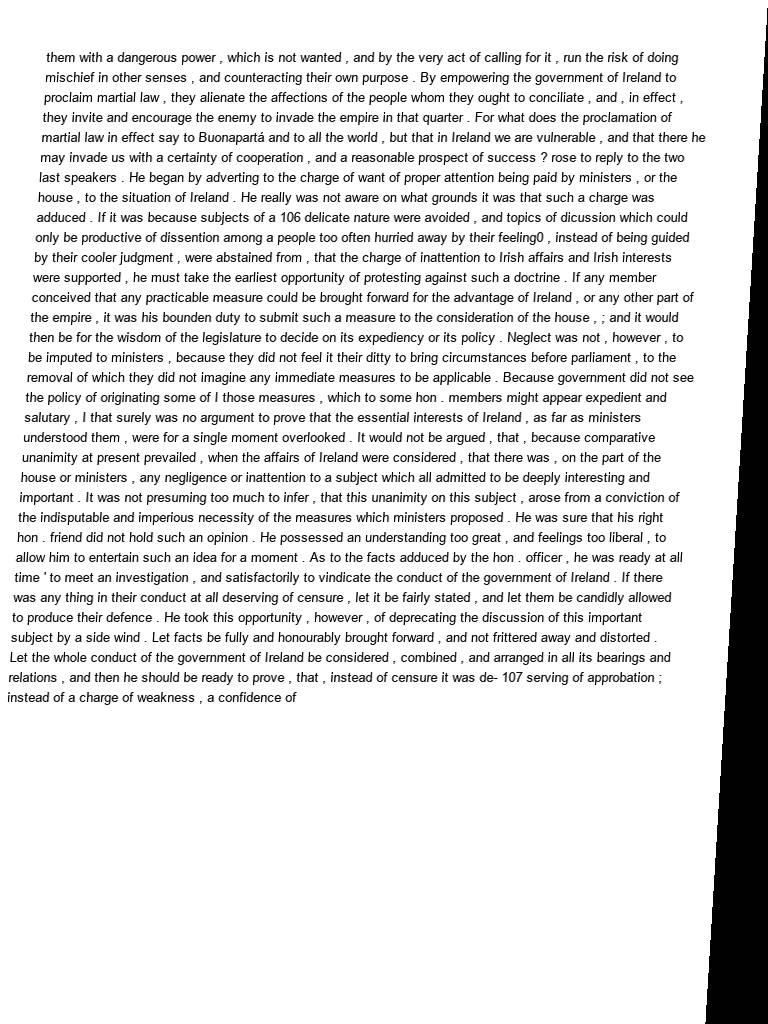 them with a dangerous power , which is not wanted , and by the very act of calling for it , run the risk of doing
mischief in other senses , and counteracting their own purpose . By empowering the government of Ireland to
proclaim martial law , they alienate the affections of the people whom they ought to conciliate , and , in effect ,
they invite and encourage the enemy to invade the empire in that quarter . For what does the proclamation of
martial law in effect say to Buonapartá and to all the world , but that in Ireland we are vulnerable , and that there he
may invade us with a certainty of cooperation , and a reasonable prospect of success ? rose to reply to the two
last speakers . He began by adverting to the charge of want of proper attention being paid by ministers , or the
house , to the situation of Ireland . He really was not aware on what grounds it was that such a charge was
adduced . If it was because subjects of a 106 delicate nature were avoided , and topics of dicussion which could
only be productive of dissention among a people too often hurried away by their feeling0 , instead of being guided
by their cooler judgment , were abstained from , that the charge of inattention to Irish affairs and Irish interests
were supported , he must take the earliest opportunity of protesting against such a doctrine . If any member
conceived that any practicable measure could be brought forward for the advantage of Ireland , or any other part of
the empire , it was his bounden duty to submit such a measure to the consideration of the house , ; and it would
then be for the wisdom of the legislature to decide on its expediency or its policy . Neglect was not , however , to
be imputed to ministers , because they did not feel it their ditty to bring circumstances before parliament , to the
removal of which they did not imagine any immediate measures to be applicable . Because government did not see
the policy of originating some of I those measures , which to some hon . members might appear expedient and
salutary , I that surely was no argument to prove that the essential interests of Ireland , as far as ministers
understood them , were for a single moment overlooked . It would not be argued , that , because comparative
unanimity at present prevailed , when the affairs of Ireland were considered , that there was , on the part of the
house or ministers , any negligence or inattention to a subject which all admitted to be deeply interesting and
important . It was not presuming too much to infer , that this unanimity on this subject , arose from a conviction of
the indisputable and imperious necessity of the measures which ministers proposed . He was sure that his right
hon . friend did not hold such an opinion . He possessed an understanding too great , and feelings too liberal , to
allow him to entertain such an idea for a moment . As to the facts adduced by the hon . officer , he was ready at all
time ' to meet an investigation , and satisfactorily to vindicate the conduct of the government of Ireland . If there
was any thing in their conduct at all deserving of censure , let it be fairly stated , and let them be candidly allowed
to produce their defence . He took this opportunity , however , of deprecating the discussion of this important
subject by a side wind . Let facts be fully and honourably brought forward , and not frittered away and distorted .
Let the whole conduct of the government of Ireland be considered , combined , and arranged in all its bearings and
relations , and then he should be ready to prove , that , instead of censure it was de- 107 serving of approbation ;
instead of a charge of weakness , a confidence of